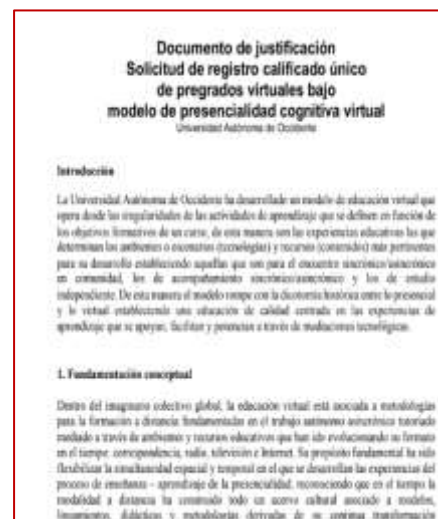 Documento de justificación
Solicitud de registro calificado único
de pregrados virtuales bajo
modelo de presencialidad cognitiva virtual
Universidad Autónoma de Occidente
Introducción
La Universidad Autónoma de Occidente ha desarrollado un modelo de educación virtual que
opera desde las singularidades de las actividades de aprendizaje que se definen en función de
los objetivos formativos de un curso, de esta manera son las experiencias educativas las que
determinan los ambientes o escenarios (tecnologías) y recursos (contenidos) más pertinentes
para su desarrollo estableciendo aquellas que son para el encuentro sincrónico/asincrónico
en comunidad, los de acompañamiento sincrónico/asincrónico y los de estudio
independiente. De esta manera el modelo rompe con la dicotomía histórica entre lo presencial
y lo virtual estableciendo una educación de calidad centrada en las experiencias de
aprendizaje que se apoyan, facilitan y potencian a través de mediaciones tecnológicas.
1. Fundamentación conceptual
Dentro del imaginario colectivo global, la educación virtual está asociada a metodologías
para la formación a distancia fundamentadas en el trabajo autónomo asincrónico tutoriado
mediado a través de ambientes y recursos educativos que han ido evolucionando su formato
en el tiempo: correspondencia, radio, televisión e Internet. Su propósito fundamental ha sido
flexibilizar la simultaneidad espacial y temporal en el que se desarrollan las experiencias del
proceso de enseñanza – aprendizaje de la presencialidad, reconociendo que en el tiempo la
modalidad a distancia ha construido todo un acervo cultural asociado a modelos,
lineamientos, didácticas y metodologías derivadas de su continua transformación